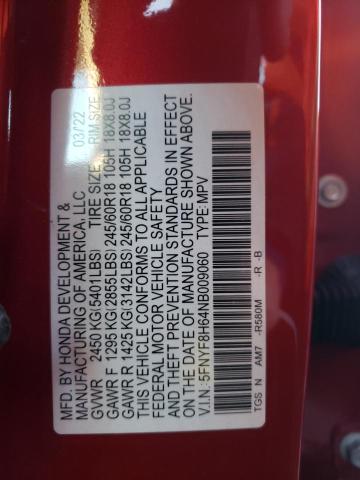 MFD. BY HONDA DEVELOPMENT & 03/22
MANUFACTURING OF AMERICA, LLC
GVWR 2450 KG(5401LBS) TIRE SIZE RIM SIZE
GAWR F 1295 KG(2855LBS) 245/60R18 105H 18X8.0J
GAWR R 1425 KG(3142LBS) 245/60R18 105H 18X8.0J
THIS VEHICLE CONFORMS TO ALL APPLICABLE
FEDERAL MOTOR VEHICLE SAFETY
AND THEFT PREVENTION STANDARDS IN EFFECT
ON THE DATE OF MANUFACTURE SHOWN ABOVE.
V.I.N.: 5FNYF8H64NB009060 TYPE: MPV
TGS N AM7 -R580M -R -B